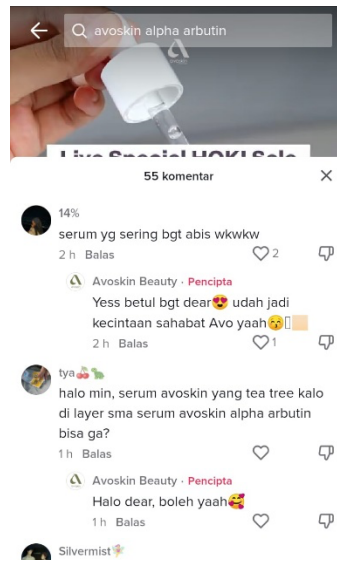 avoskin alpha arbutin
Live Special HOKI Sale
55 komentar
14%
serum yg sering bgt abis wkwkw
2 h Balas
2
Avoskin Beauty · Pencipta
Yess betul bgt dear😍 udah jadi
kecintaan sahabat Avo yaah😚
2 h Balas
1
tya🍒🦕
halo min, serum avoskin yang tea tree kalo
di layer sma serum avoskin alpha arbutin
bisa ga?
1 h Balas
Avoskin Beauty · Pencipta
Halo dear, boleh yaah🥰
1 h Balas
Silvermist🧚